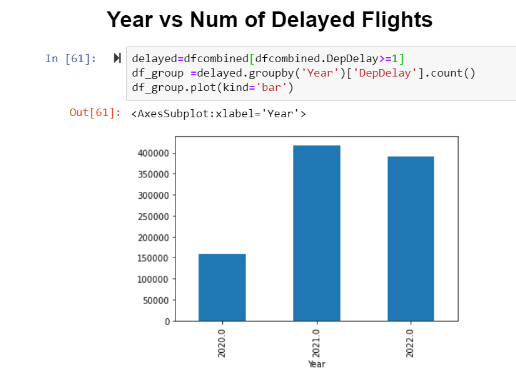 Year vs Num of Delayed Flights
In [61]:
delayed=dfcombined[dfcombined.DepDelay>=1]
df_group =delayed.groupby('Year')['DepDelay'].count()
df_group.plot(kind='bar')
Out[61]: <AxesSubplot:xlabel='Year'>
400000
350000
300000
250000
200000
150000
100000
50000
0
2020.0
2021.0
2022.0
Year